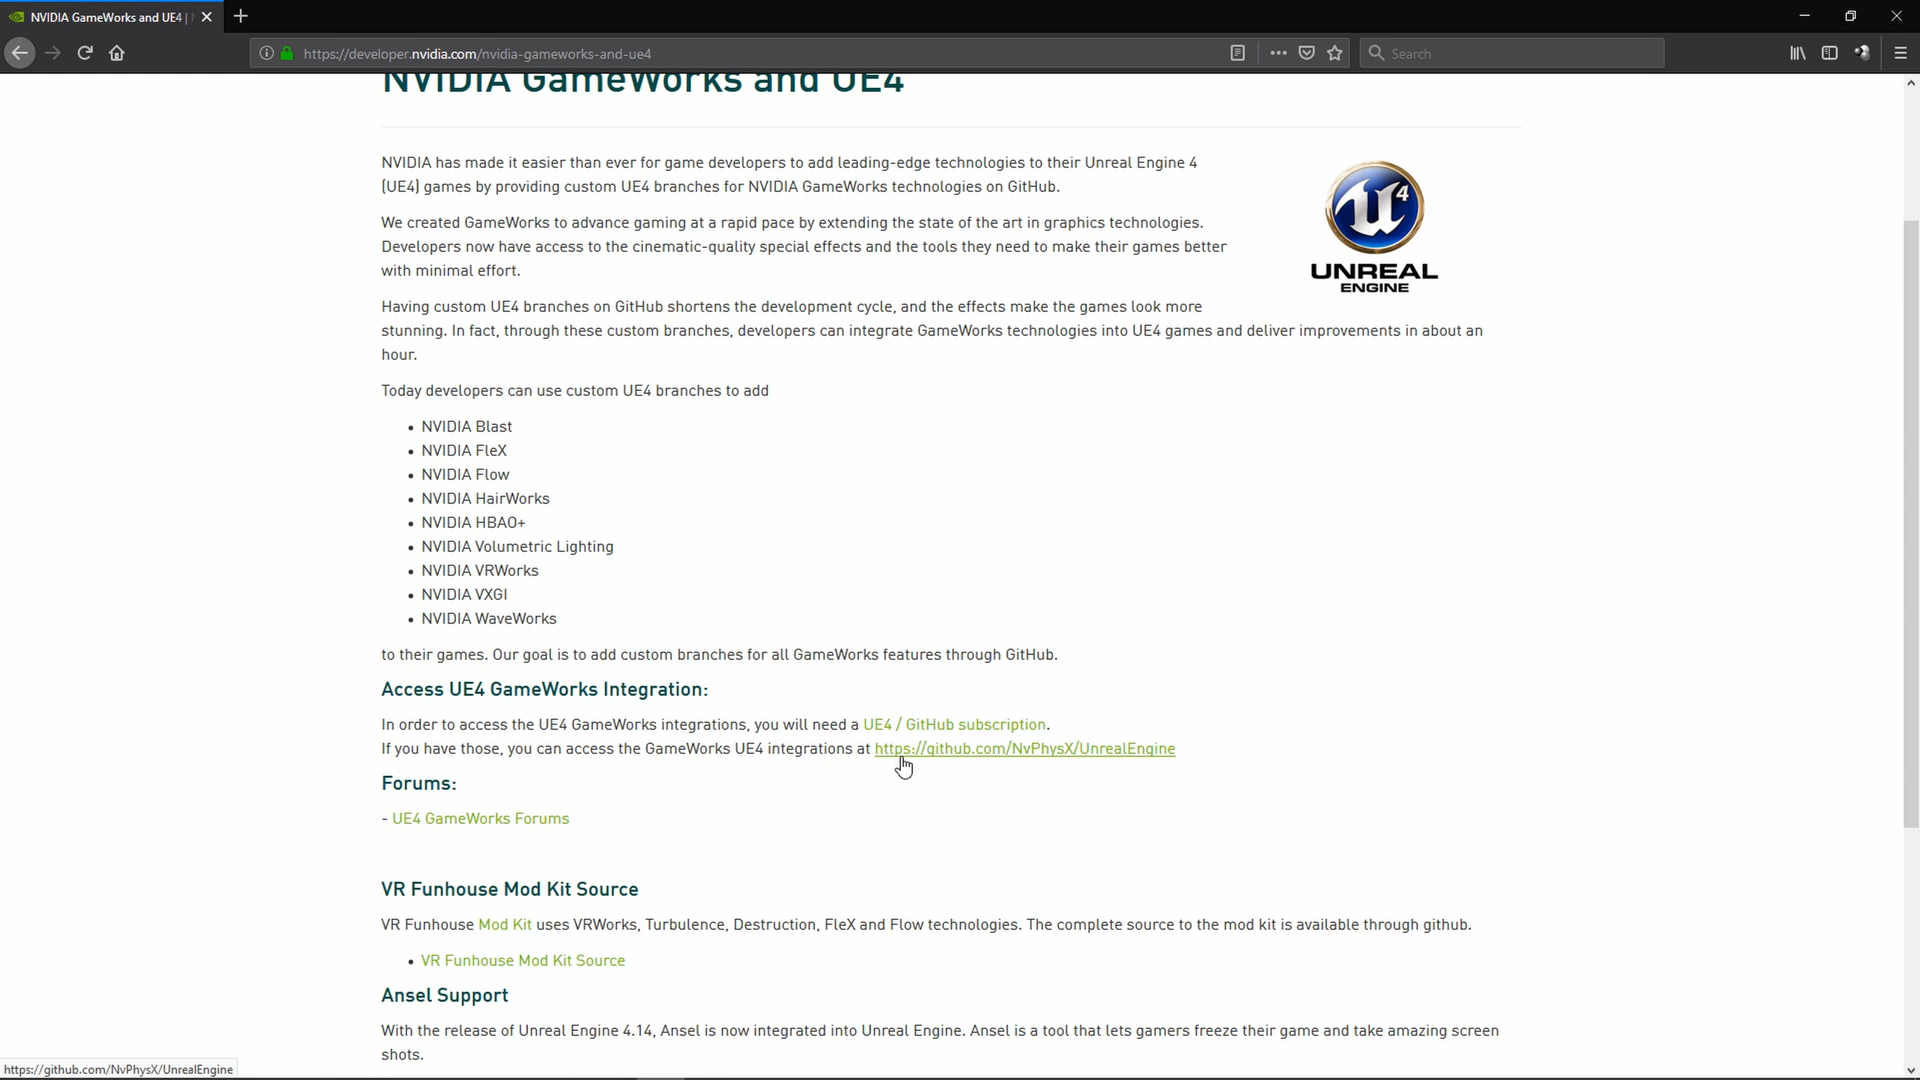 NVIDIA GameWorks and UE4 |
https://developer.nvidia.com/nvidia-gameworks-and-ue4
Search
NVIDIA GameWorks and UE4
NVIDIA has made it easier than ever for game developers to add leading-edge technologies to their Unreal Engine 4
(UE4) games by providing custom UE4 branches for NVIDIA GameWorks technologies on GitHub.
We created GameWorks to advance gaming at a rapid pace by extending the state of the art in graphics technologies.
Developers now have access to the cinematic-quality special effects and the tools they need to make their games better
with minimal effort.
4
UNREAL
ENGINE
Having custom UE4 branches on GitHub shortens the development cycle, and the effects make the games look more
stunning. In fact, through these custom branches, developers can integrate GameWorks technologies into UE4 games and deliver improvements in about an
hour.
Today developers can use custom UE4 branches to add
• NVIDIA Blast
• NVIDIA FleX
• NVIDIA Flow
• NVIDIA HairWorks
• NVIDIA HBAO+
• NVIDIA Volumetric Lighting
• NVIDIA VRWorks
• NVIDIA VXGI
• NVIDIA WaveWorks
to their games. Our goal is to add custom branches for all GameWorks features through GitHub.
Access UE4 GameWorks Integration:
In order to access the UE4 GameWorks integrations, you will need a UE4 / GitHub subscription.
If you have those, you can access the GameWorks UE4 integrations at https://github.com/NvPhysX/UnrealEngine
Forums:
- UE4 GameWorks Forums
VR Funhouse Mod Kit Source
VR Funhouse Mod Kit uses VRWorks, Turbulence, Destruction, FleX and Flow technologies. The complete source to the mod kit is available through github.
• VR Funhouse Mod Kit Source
Ansel Support
With the release of Unreal Engine 4.14, Ansel is now integrated into Unreal Engine. Ansel is a tool that lets gamers freeze their game and take amazing screen
shots.
https://github.com/NvPhysX/UnrealEngine